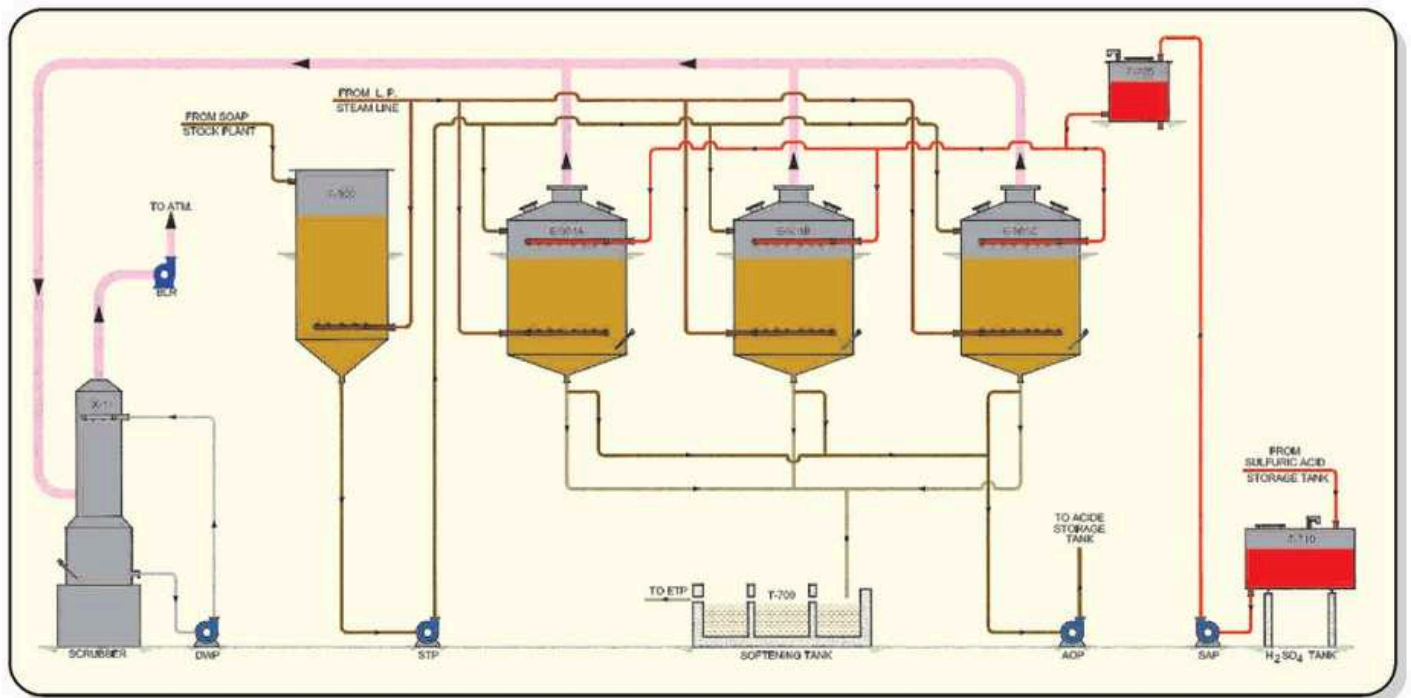 FROM L. P.
STEAM LINE
FROM SOAP
STOCK PLANT
TO ATM.
BLR
FROM
SULFURIC ACID
STORAGE TANK
TO ACIDE
STORAGE
TANK
TO ETP
T-709
SCRUBBER
DWP
STP
SOFTENING TANK
AOP
SAP
H2SO4 TANK